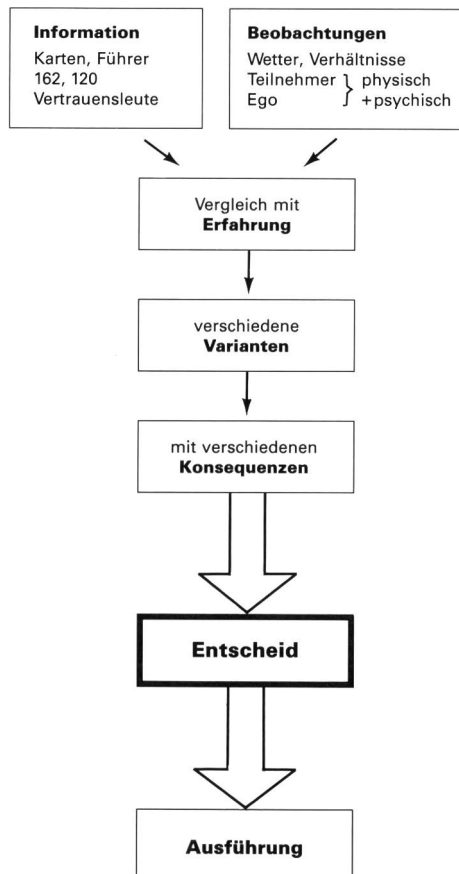 Information
Karten, Führer
162, 120
Vertrauensleute
Beobachtungen
Wetter, Verhältnisse
Teilnehmer } physisch
Ego +psychisch
Vergleich mit
Erfahrung
verschiedene
Varianten
mit verschiedenen
Konsequenzen
Entscheid
Ausführung